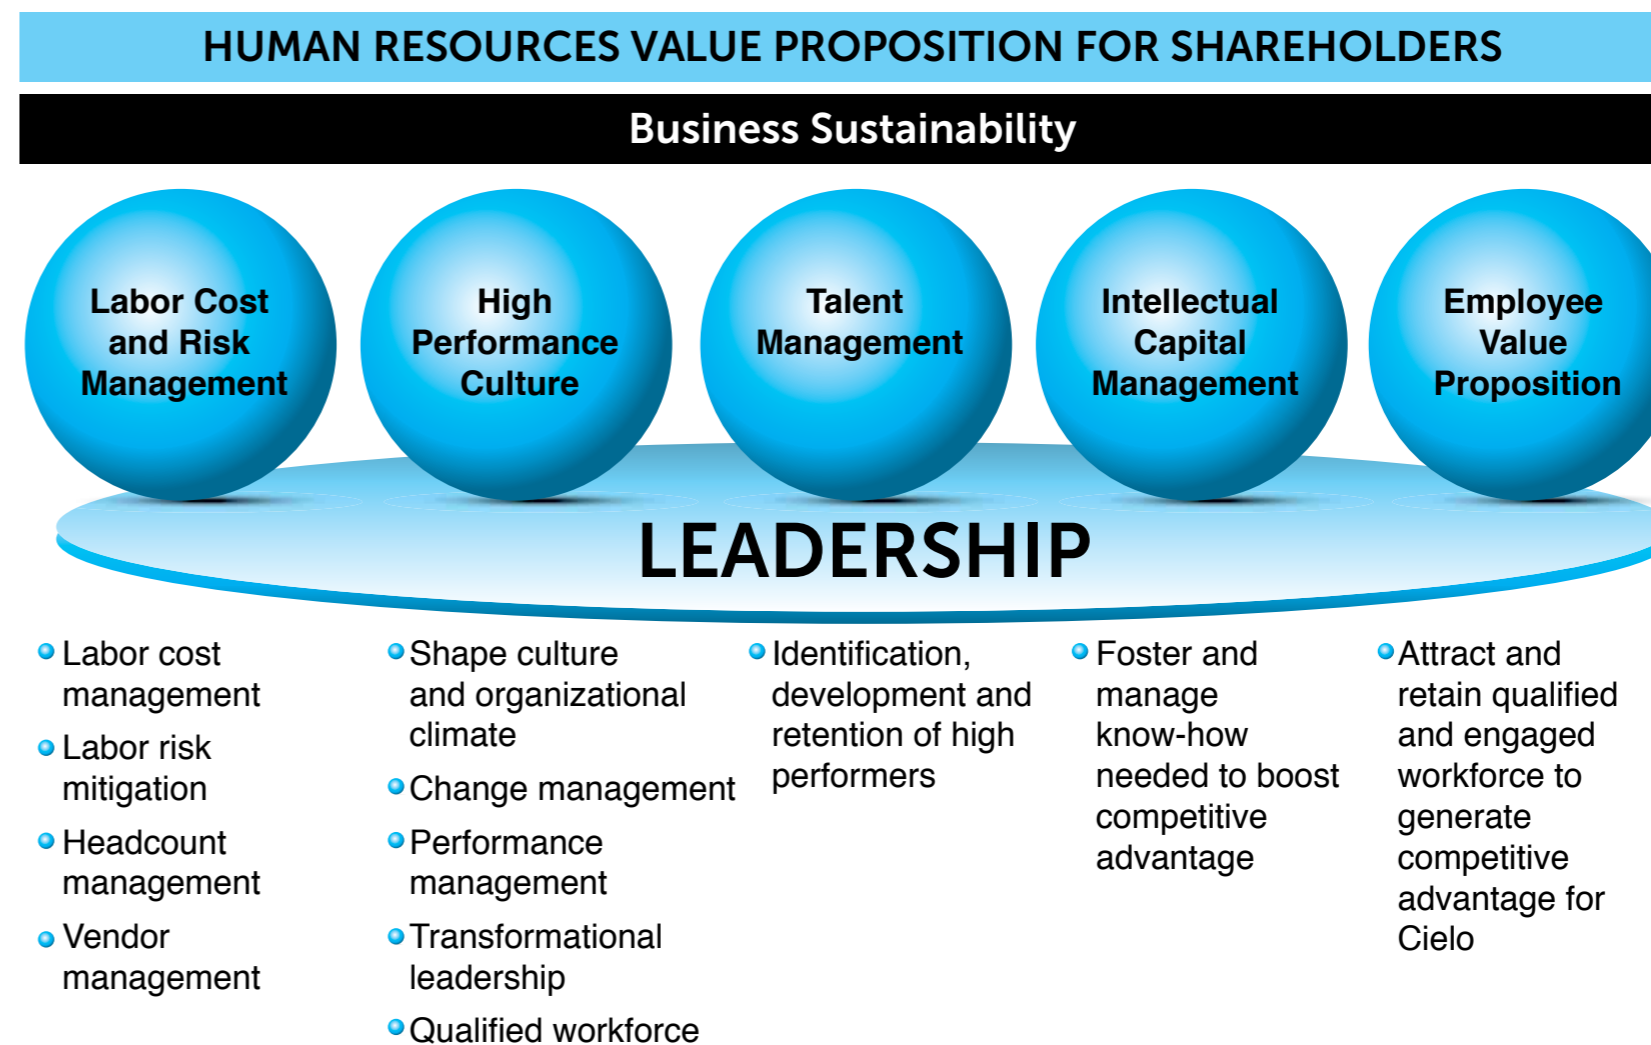 HUMAN RESOURCES VALUE PROPOSITION FOR SHAREHOLDERS
Business Sustainability
Labor Cost
and Risk
Management
High
Performance
Culture
Talent
Management
Intellectual
Capital
Management
Employee
Value
Proposition
LEADERSHIP
Labor cost
management
Labor risk
mitigation
Headcount
management
Vendor
management
Shape culture
and organizational
climate
Change management
Performance
management
Transformational
leadership
Qualified workforce
Identification,
development and
retention of high
performers
Foster and
manage
know-how
needed to boost
competitive
advantage
Attract and
retain qualified
and engaged
workforce to
generate
competitive
advantage for
Cielo